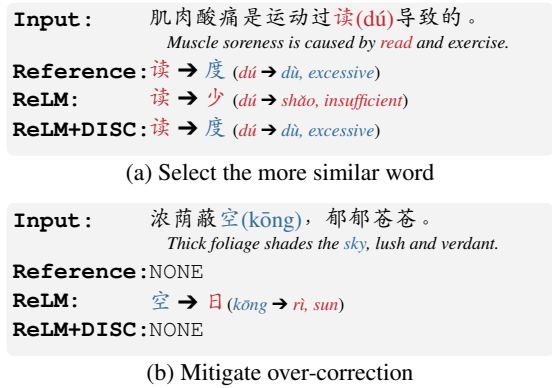 Input: 肌肉酸痛是运动过读(dú)导致的。
Muscle soreness is caused by read and exercise.
Reference: 读 ➔ 度 (dú ➔ dù, excessive)
ReLM: 读 ➔ 少 (dú ➔ shǎo, insufficient)
ReLM+DISC: 读 ➔ 度 (dú ➔ dù, excessive)
(a) Select the more similar word
Input: 浓荫蔽空(kōng)，郁郁苍苍。
Thick foliage shades the sky, lush and verdant.
Reference: NONE
ReLM: 空 ➔ 日 (kōng ➔ rì, sun)
ReLM+DISC: NONE
(b) Mitigate over-correction